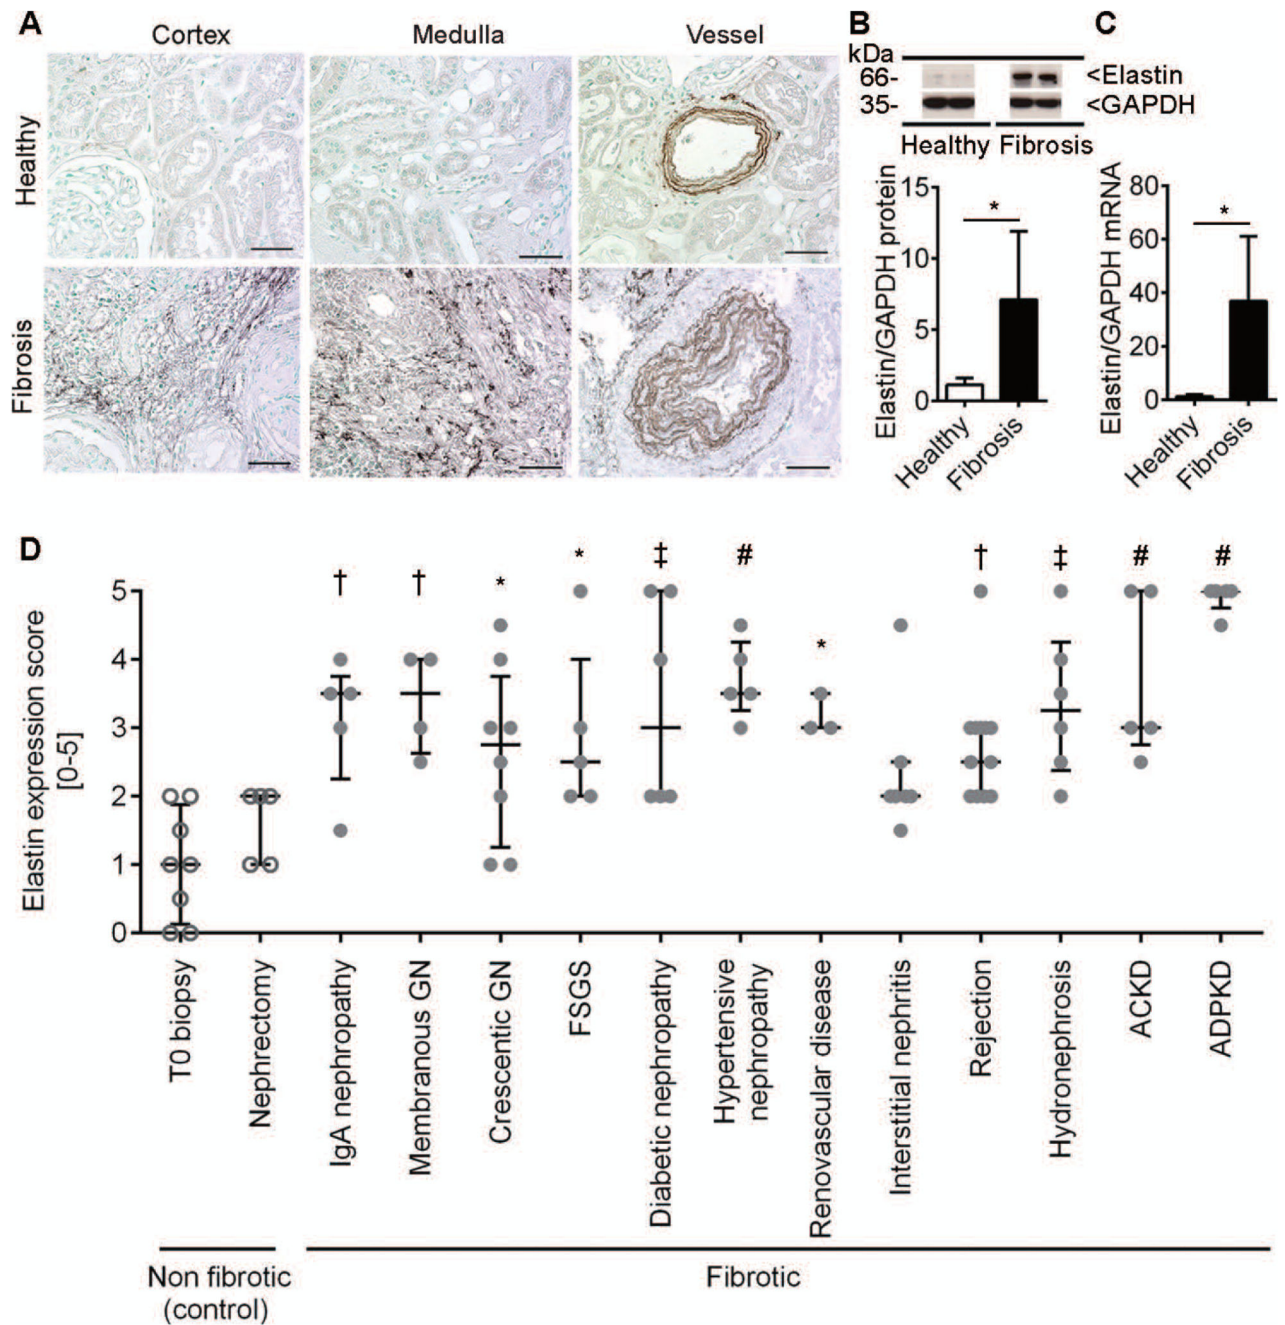 A
Cortex
Medulla
Vessel
Healthy
Fibrosis
B
kDa
66-
35-
<Elastin
<GAPDH
Healthy Fibrosis
Elastin/GAPDH protein
15
*
10
5
0
Healthy
Fibrosis
C
Elastin/GAPDH mRNA
80
*
60
40
20
0
Healthy
Fibrosis
D
Elastin expression score
[0-5]
† † * * ‡ # * † ‡ # #
5
4
3
2
1
0
T0 biopsy
Nephrectomy
IgA nephropathy
Membranous GN
Crescentic GN
FSGS
Diabetic nephropathy
Hypertensive
nephropathy
Renovascular disease
Interstitial nephritis
Rejection
Hydronephrosis
ACKD
ADPKD
Non fibrotic
(control)
Fibrotic